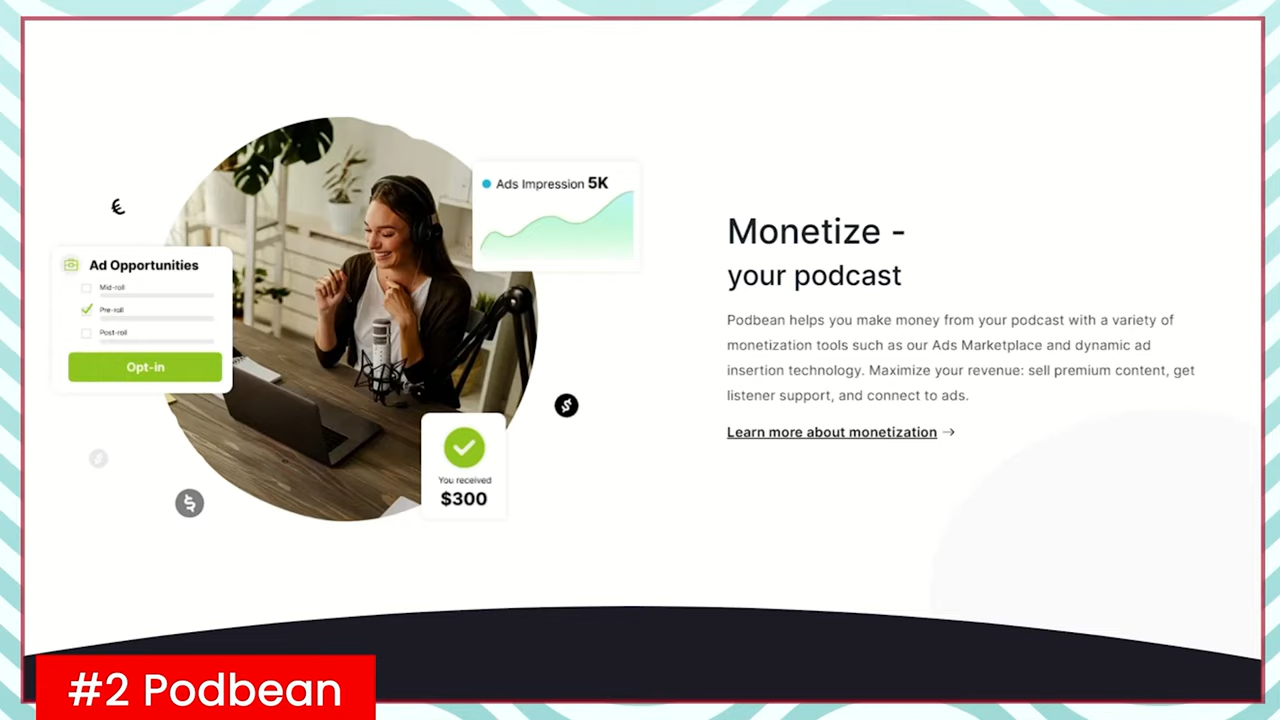 Ads Impression 5K
€
Ad Opportunities
Mid-roll
Pre-roll
Post-roll
Opt-in
$
$
$
You received
$300
Monetize -
your podcast
Podbean helps you make money from your podcast with a variety of
monetization tools such as our Ads Marketplace and dynamic ad
insertion technology. Maximize your revenue: sell premium content, get
listener support, and connect to ads.
Learn more about monetization →
#2 Podbean